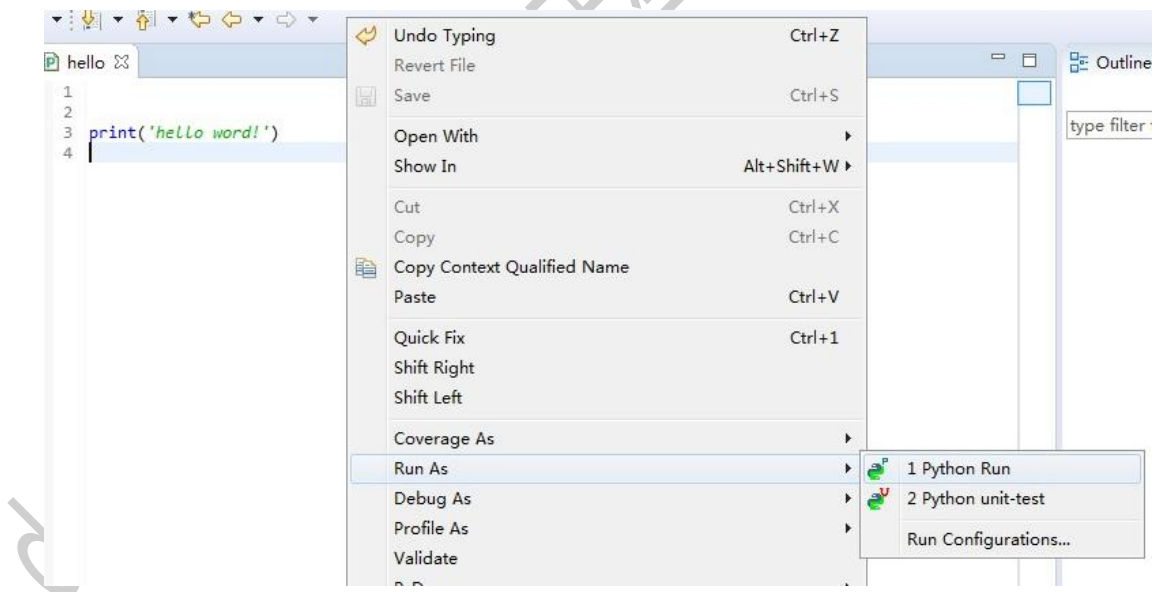 hello
Outline
1
2
3 print('hello word!')
4
type filter
Undo Typing Ctrl+Z
Revert File
Save Ctrl+S
Open With
Show In Alt+Shift+W
Cut Ctrl+X
Copy Ctrl+C
Copy Context Qualified Name
Paste Ctrl+V
Quick Fix Ctrl+1
Shift Right
Shift Left
Coverage As
Run As
Debug As
Profile As
Validate
1 Python Run
2 Python unit-test
Run Configurations...